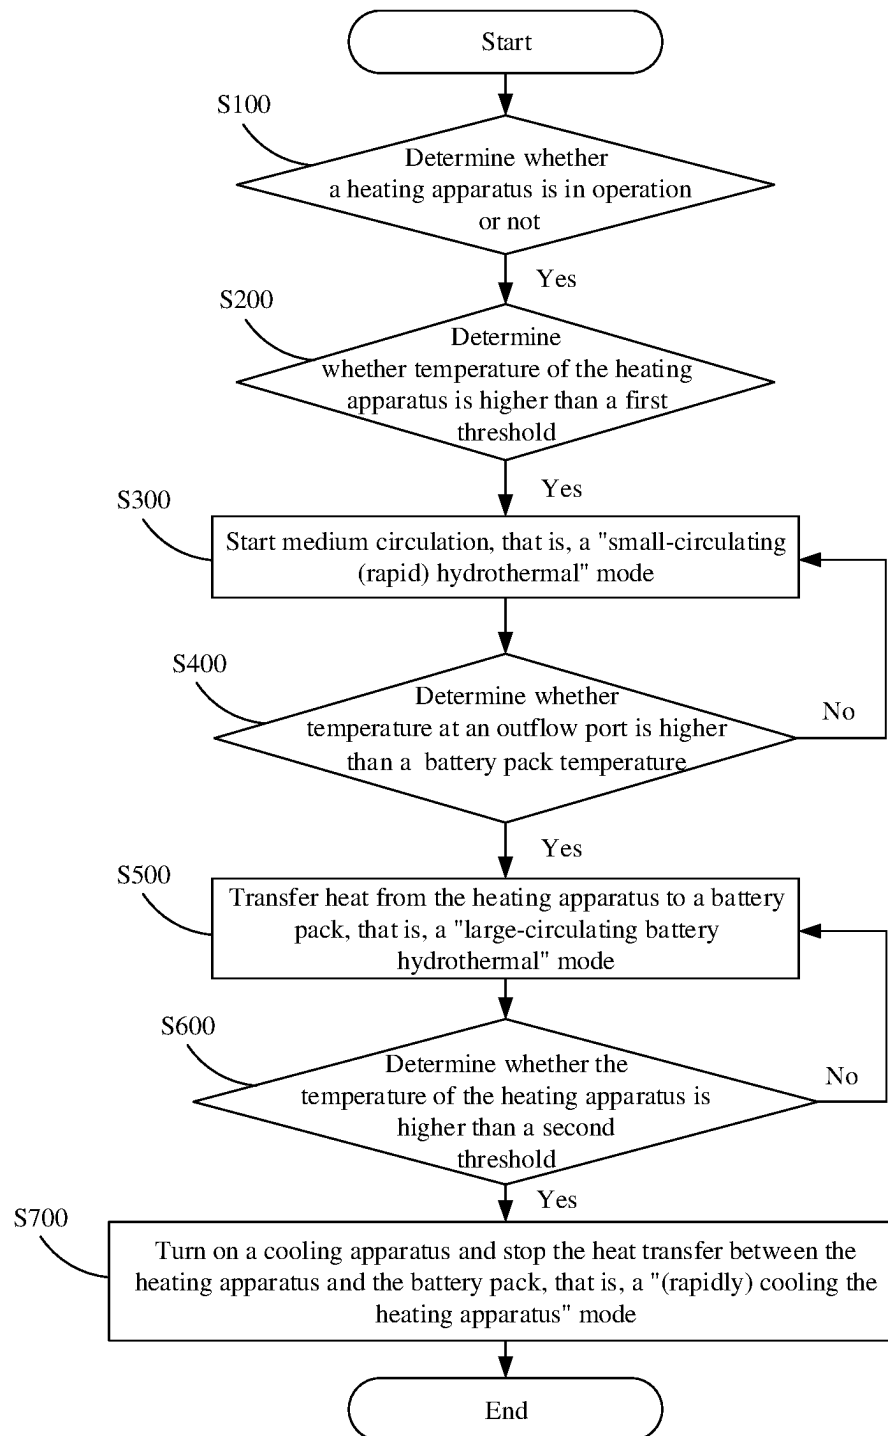 Start
S100
Determine whether
a heating apparatus is in operation
or not
Yes
S200
Determine
whether temperature of the heating
apparatus is higher than a first
threshold
Yes
S300
Start medium circulation, that is, a "small-circulating
(rapid) hydrothermal" mode
S400
Determine whether
temperature at an outflow port is higher
than a battery pack temperature
No
Yes
S500
Transfer heat from the heating apparatus to a battery
pack, that is, a "large-circulating battery
hydrothermal" mode
S600
Determine whether the
temperature of the heating apparatus is
higher than a second
threshold
No
Yes
S700
Turn on a cooling apparatus and stop the heat transfer between the
heating apparatus and the battery pack, that is, a "(rapidly) cooling the
heating apparatus" mode
End